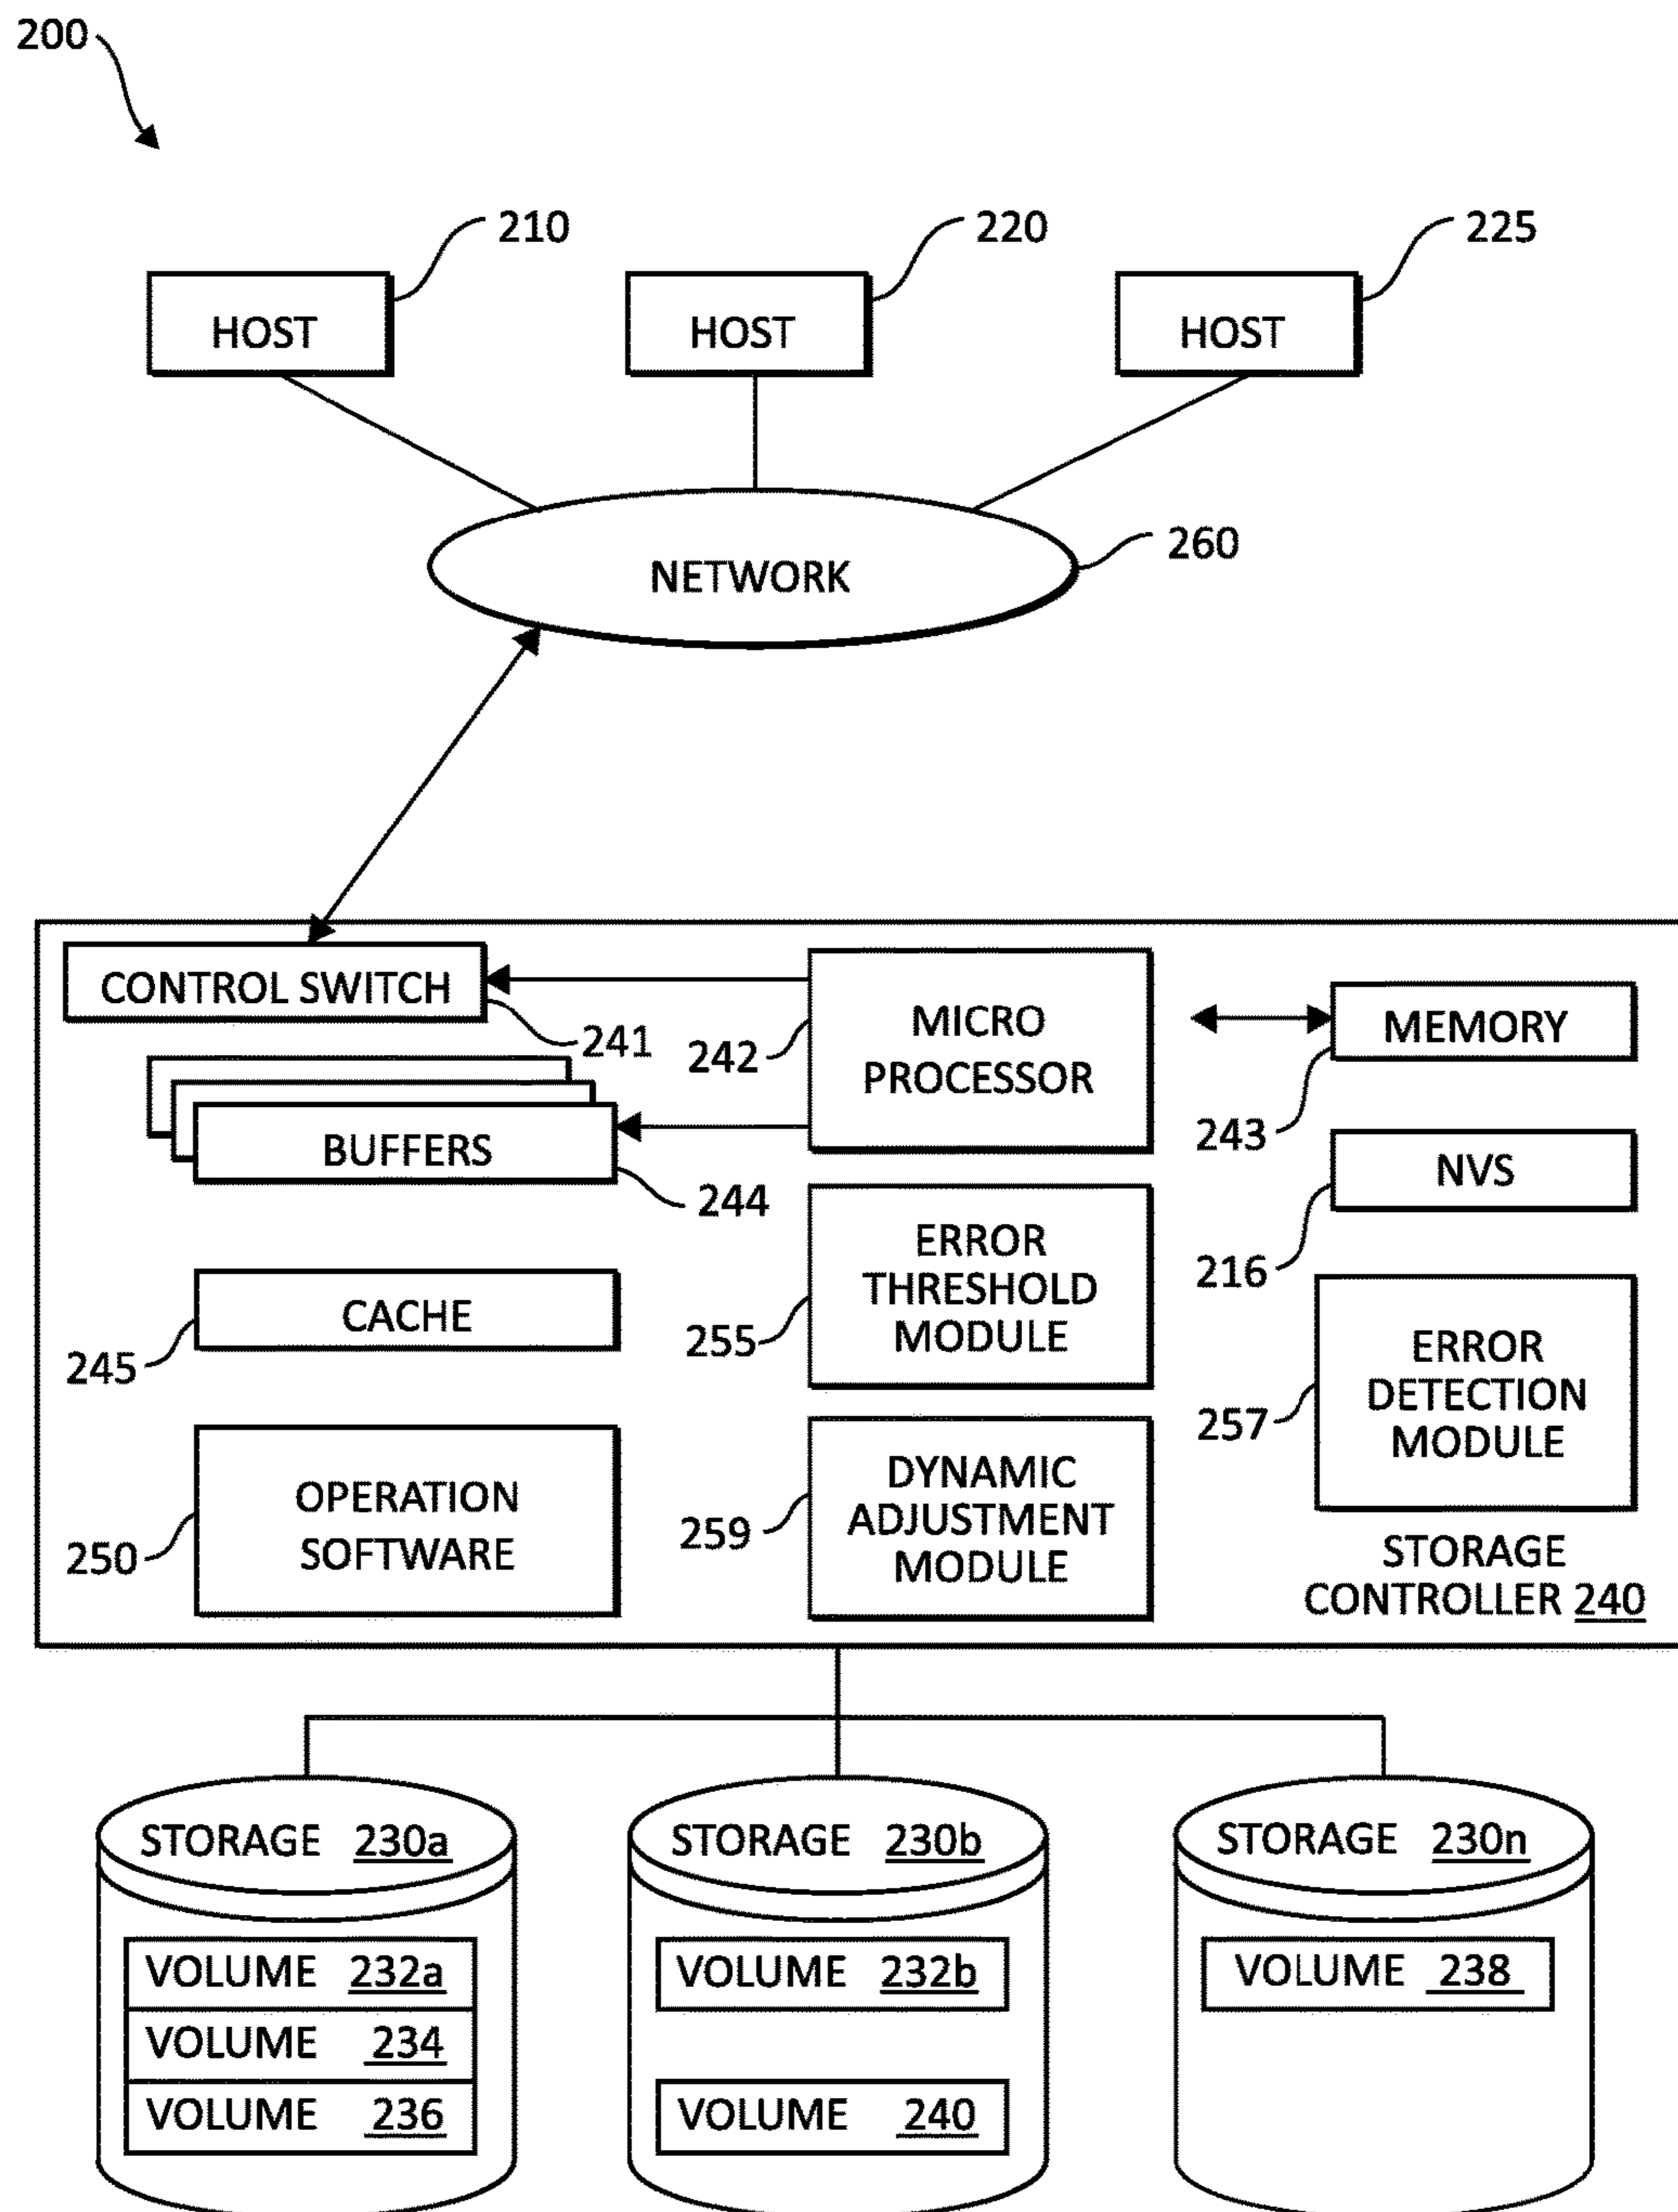 200
210
220
225
HOST
HOST
HOST
260
NETWORK
CONTROL SWITCH
241
BUFFERS
244
CACHE
245
OPERATION
SOFTWARE
250
MICRO
PROCESSOR
242
ERROR
THRESHOLD
MODULE
255
DYNAMIC
ADJUSTMENT
MODULE
259
MEMORY
243
NVS
216
ERROR
DETECTION
MODULE
257
STORAGE
CONTROLLER 240
STORAGE 230a
VOLUME 232a
VOLUME 234
VOLUME 236
STORAGE 230b
VOLUME 232b
VOLUME 240
STORAGE 230n
VOLUME 238